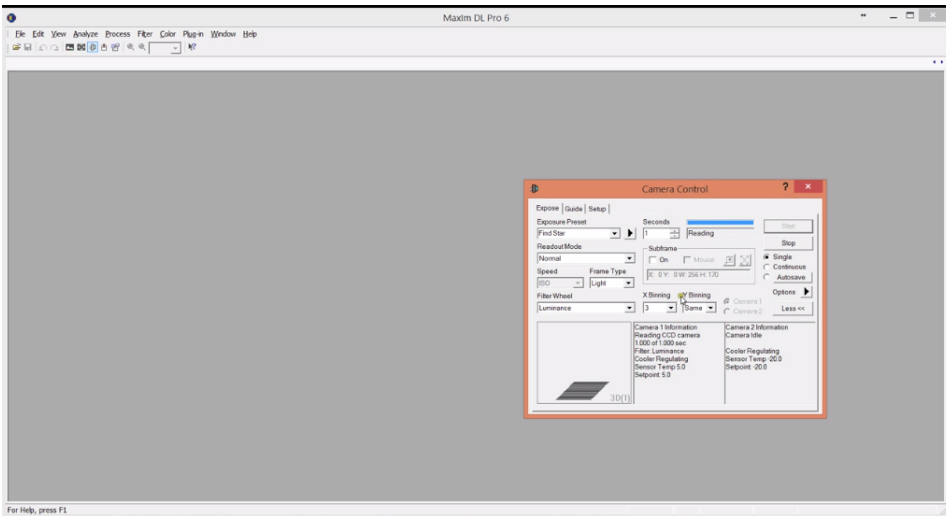 MaxIm DL Pro 6
File Edit View Analyze Process Filter Color Plug-in Window Help
Camera Control
Expose Guide Setup
Exposure Preset
Find Star
Seconds
1
Reading
Start
Stop
Readout Mode
Normal
Subframe
On Mouse
X: 0 Y: 0 W: 256 H: 170
Single
Continuous
Autosave
Speed Frame Type
ISO Light
Filter Wheel
Luminance
X Binning Y Binning
3 Same
Camera 1
Camera 2
Options
Less <<
Camera 1 Information
Reading CCD camera
1.000 of 1.000 sec
Filter: Luminance
Cooler Regulating
Sensor Temp 5.0
Setpoint 5.0
Camera 2 Information
Camera Idle
Cooler Regulating
Sensor Temp -20.0
Setpoint -20.0
3D(1)
For Help, press F1